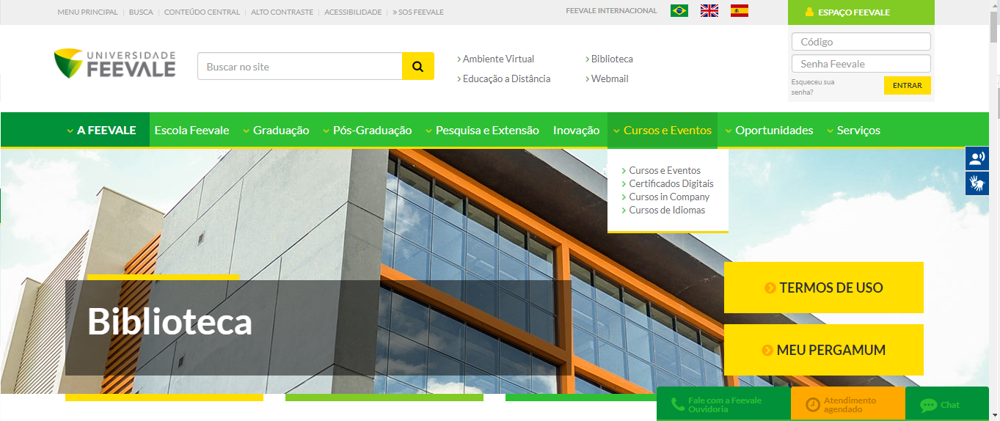 MENU PRINCIPAL | BUSCA | CONTEÚDO CENTRAL | ALTO CONTRASTE | ACESSIBILIDADE | » SOS FEEVALE
FEEVALE INTERNACIONAL
ESPAÇO FEEVALE
UNIVERSIDADE
FEEVALE
Buscar no site
Ambiente Virtual
Biblioteca
Educação a Distância
Webmail
Código
Senha Feevale
Esqueceu sua
senha?
ENTRAR
A FEEVALE Escola Feevale Graduação Pós-Graduação Pesquisa e Extensão Inovação Cursos e Eventos Oportunidades Serviços
Cursos e Eventos
Certificados Digitais
Cursos in Company
Cursos de Idiomas
Biblioteca
TERMOS DE USO
MEU PERGAMUM
Fale com a Feevale
Ouvidoria
Atendimento
agendado
Chat